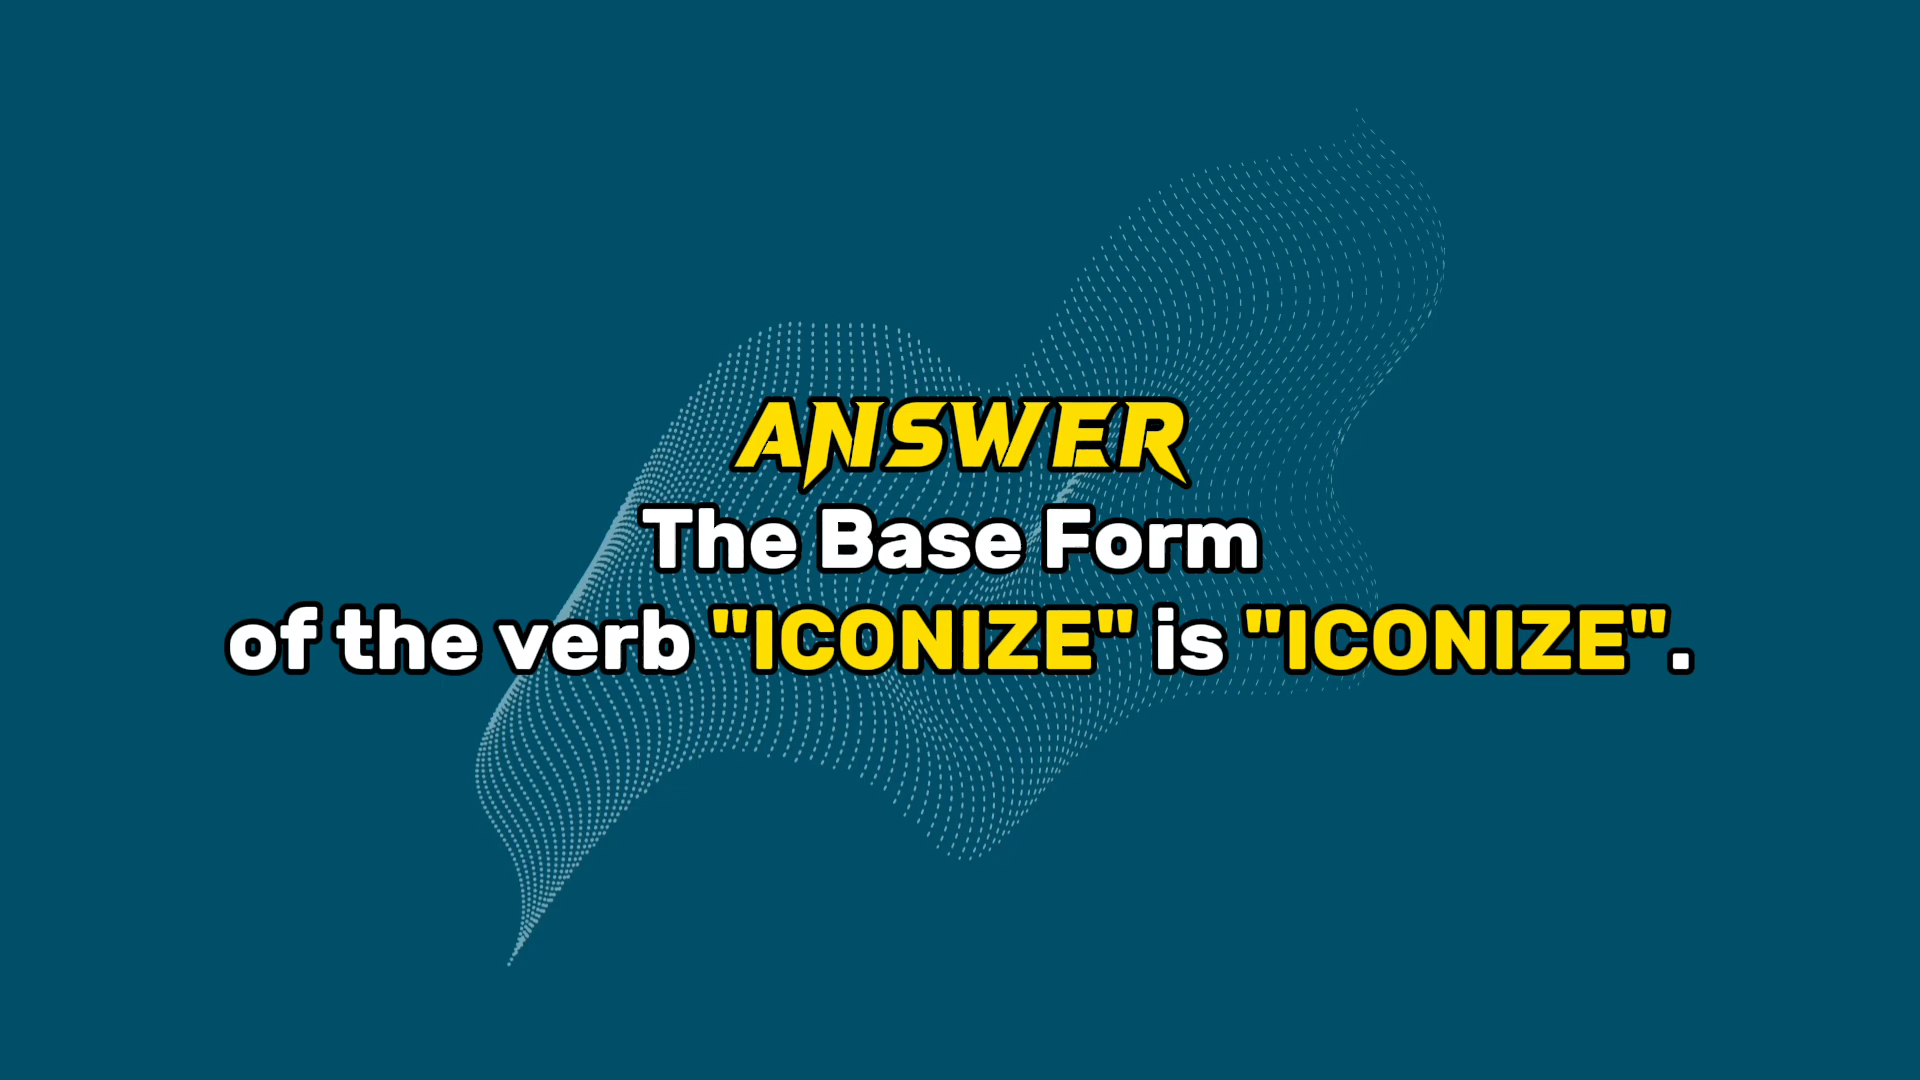 ANSWER
The Base Form
of the verb "ICONIZE" is "ICONIZE".